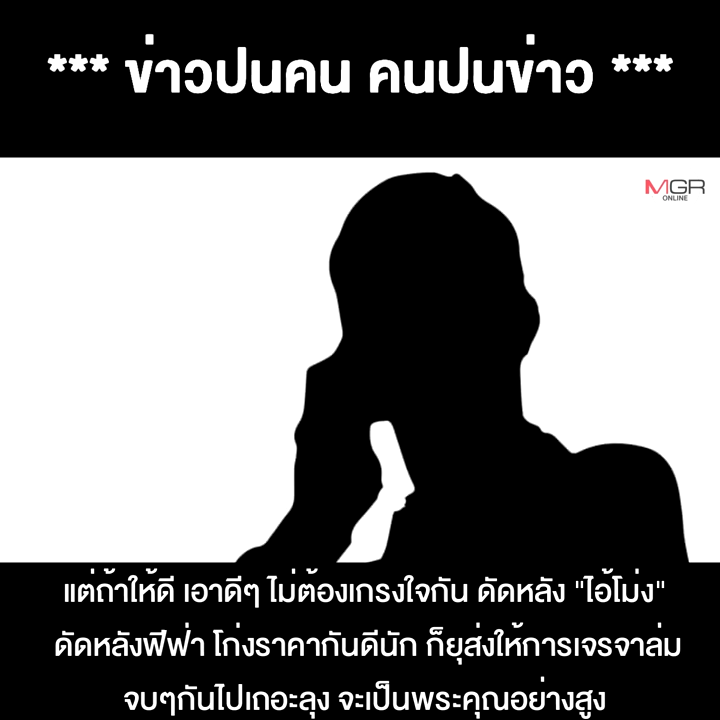 *** ข่าวปนคน คนปนข่าว ***
MGR
ONLINE
แต่ถ้าให้ดี เอาดีๆ ไม่ต้องเกรงใจกัน ดัดหลัง "ไอ้โม่ง"
ดัดหลังฟีฟ่า โก่งราคากันดีนัก ก็ยุส่งให้การเจรจาล่ม
จบๆกันไปเถอะลุง จะเป็นพระคุณอย่างสูง